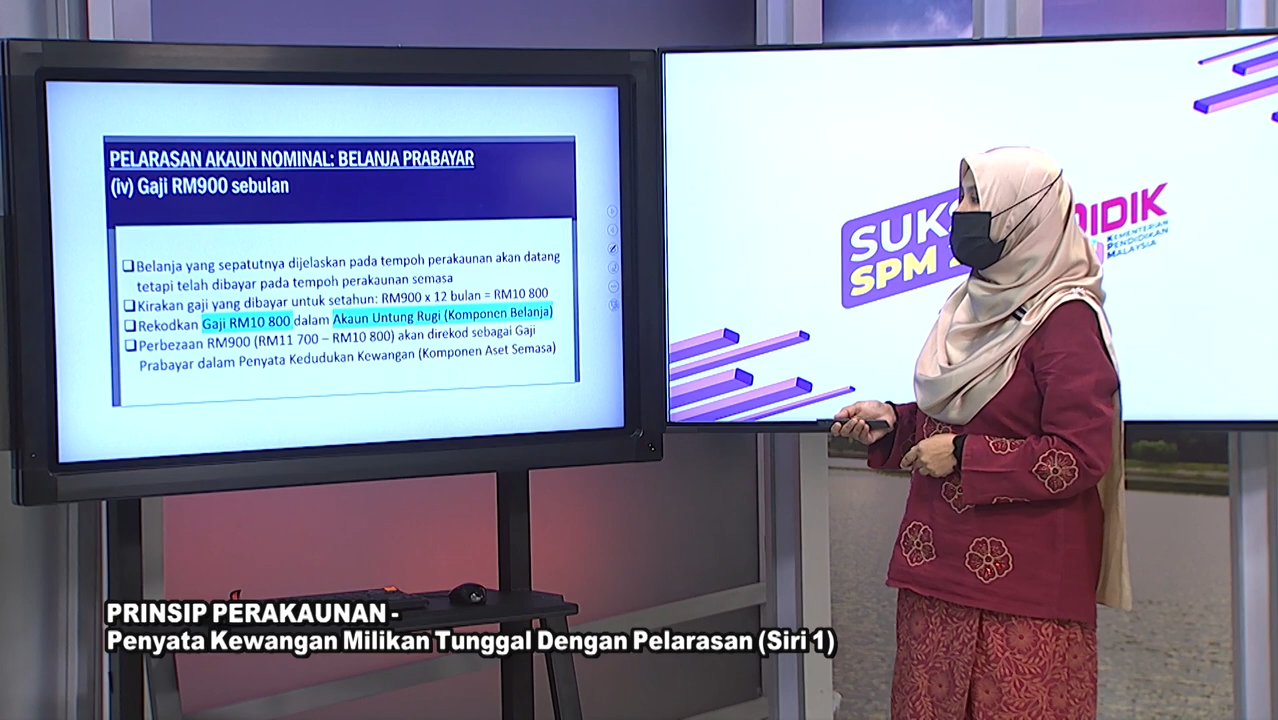 PELARASAN AKAUN NOMINAL: BELANJA PRABAYAR
(iv) Gaji RM900 sebulan
Belanja yang sepatutnya dijelaskan pada tempoh perakaunan akan datang
tetapi telah dibayar pada tempoh perakaunan semasa
Kirakan gaji yang dibayar untuk setahun: RM900 x 12 bulan = RM10 800
Rekodkan Gaji RM10 800 dalam Akaun Untung Rugi (Komponen Belanja)
Perbezaan RM900 (RM11 700 – RM10 800) akan direkod sebagai Gaji
Prabayar dalam Penyata Kedudukan Kewangan (Komponen Aset Semasa)
SUKS
SPM
DIDIK
KEMENTERIAN
PENDIDIKAN
MALAYSIA
PRINSIP PERAKAUNAN -
Penyata Kewangan Milikan Tunggal Dengan Pelarasan (Siri 1)